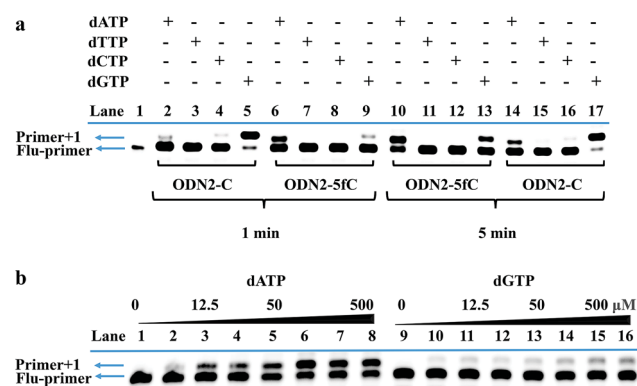 a
dATP + - - - + - - - + - - - + - - -
dTTP - + - - - + - - - + - - - + - -
dCTP - - + - - - + - - - + - - - + -
dGTP - - - + - - - + - - - + - - - +
Lane 1 2 3 4 5 6 7 8 9 10 11 12 13 14 15 16 17
Primer+1
Flu-primer
ODN2-C ODN2-5fC ODN2-5fC ODN2-C
1 min 5 min
b
dATP dGTP
0 12.5 50 500 0 12.5 50 500 μM
Lane 1 2 3 4 5 6 7 8 9 10 11 12 13 14 15 16
Primer+1
Flu-primer